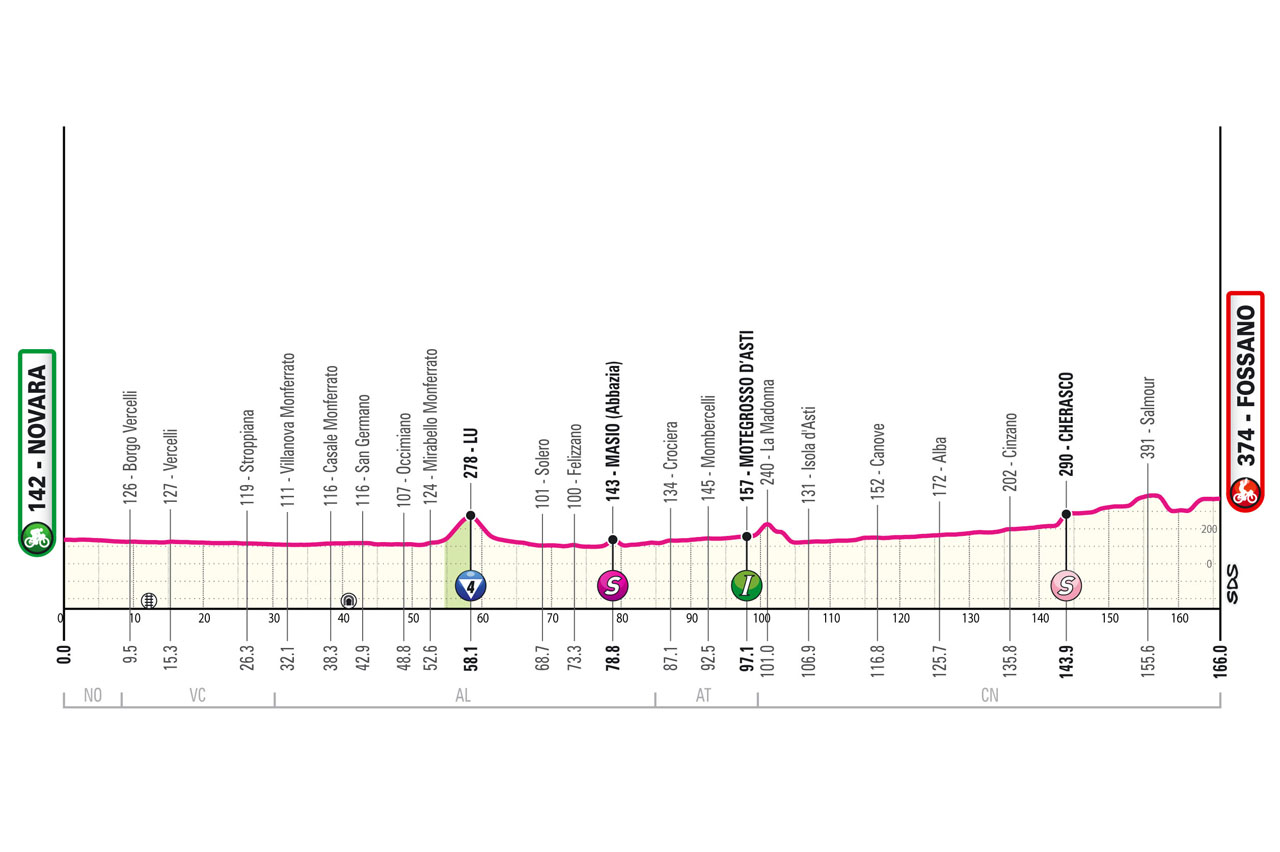 142 - NOVARA
126 - Borgo Vercelli
127 - Vercelli
119 - Stroppiana
111 - Villanova Monferrato
116 - Casale Monferrato
116 - San Germano
107 - Occimiano
124 - Mirabello Monferrato
278 - LU
101 - Solero
100 - Felizzano
143 - MASIO (Abbazia)
134 - Crociera
145 - Mombercelli
157 - MOTEGROSSO D'ASTI
240 - La Madonna
131 - Isola d'Asti
152 - Canove
172 - Alba
202 - Cinzano
290 - CHERASCO
391 - Salmour
374 - FOSSANO
200
0
4
S
I
S
SDS
0 10 20 30 40 50 60 70 80 90 100 110 120 130 140 150 160
0.0 9.5 15.3 26.3 32.1 38.3 42.9 48.8 52.6 58.1 68.7 73.3 78.8 87.1 92.5 97.1 101.0 106.9 116.8 125.7 135.8 143.9 155.6 166.0
NO VC AL AT CN